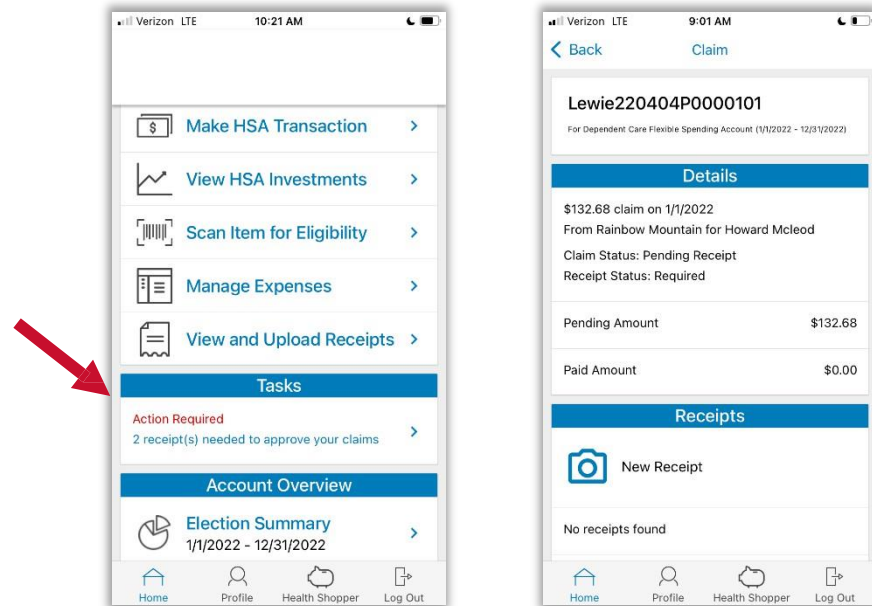 Verizon LTE 10:21 AM
Make HSA Transaction
View HSA Investments
Scan Item for Eligibility
Manage Expenses
View and Upload Receipts
Tasks
Action Required
2 receipt(s) needed to approve your claims
Account Overview
Election Summary
1/1/2022 - 12/31/2022
Home Profile Health Shopper Log Out
Verizon LTE 9:01 AM
Back Claim
Lewie220404P0000101
For Dependent Care Flexible Spending Account (1/1/2022 - 12/31/2022)
Details
$132.68 claim on 1/1/2022
From Rainbow Mountain for Howard Mcleod
Claim Status: Pending Receipt
Receipt Status: Required
Pending Amount $132.68
Paid Amount $0.00
Receipts
New Receipt
No receipts found
Home Profile Health Shopper Log Out